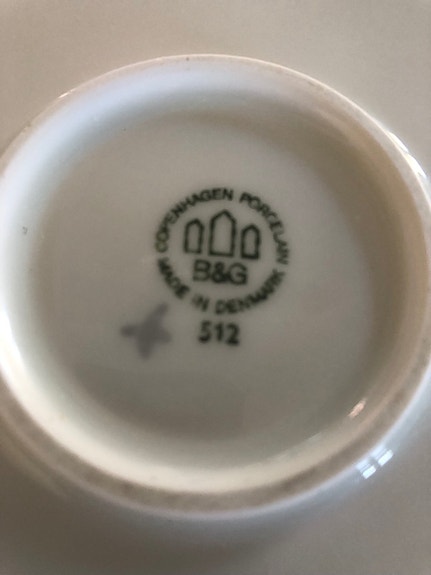 COPENHAGEN PORCELAIN
B&G
MADE IN DENMARK
512